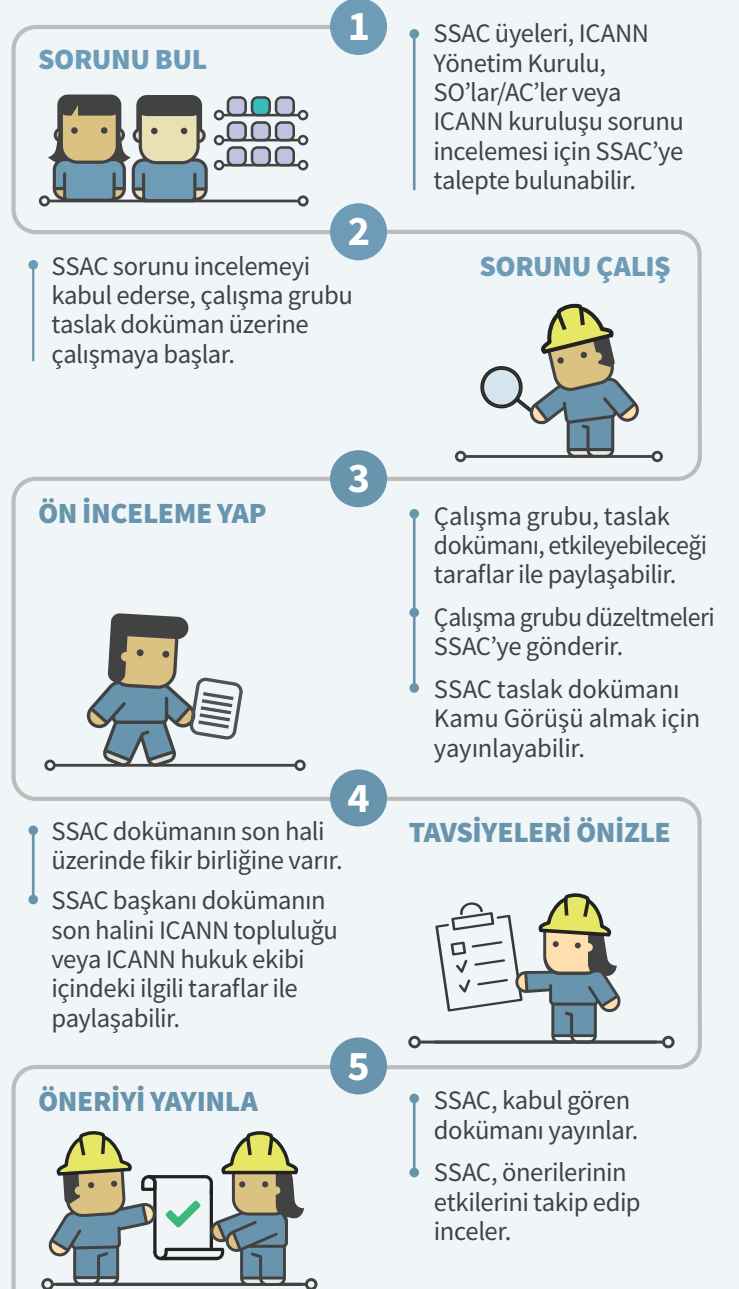 1
SORUNU BUL
SSAC üyeleri, ICANN
Yönetim Kurulu,
SO’lar/AC’ler veya
ICANN kuruluşu sorunu
incelemesi için SSAC’ye
talepte bulunabilir.
2
SORUNU ÇALIŞ
SSAC sorunu incelemeyi
kabul ederse, çalışma grubu
taslak doküman üzerine
çalışmaya başlar.
3
ÖN İNCELEME YAP
Çalışma grubu, taslak
dokümanı, etkileyebileceği
taraflar ile paylaşabilir.
Çalışma grubu düzeltmeleri
SSAC’ye gönderir.
SSAC taslak dokümanı
Kamu Görüşü almak için
yayınlayabilir.
4
TAVSİYELERİ ÖNİZLE
SSAC dokümanın son hali
üzerinde fikir birliğine varır.
SSAC başkanı dokümanın
son halini ICANN topluluğu
veya ICANN hukuk ekibi
içindeki ilgili taraflar ile
paylaşabilir.
5
ÖNERİYİ YAYINLA
SSAC, kabul gören
dokümanı yayınlar.
SSAC, önerilerinin
etkilerini takip edip
inceler.